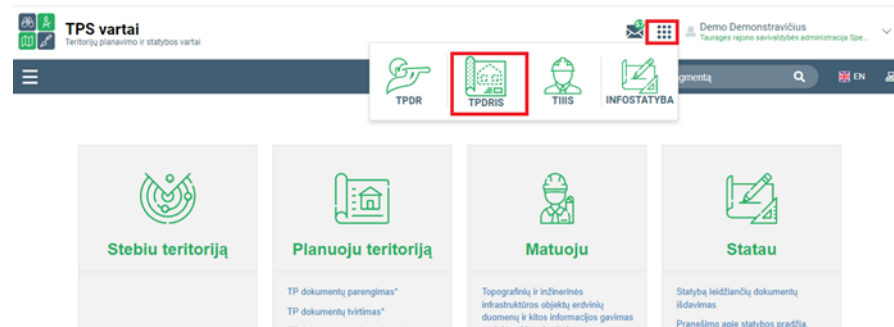 TPS vartai
Teritorijų planavimo ir statybos vartai
Demo Demonstravičius
Tauragės rajono savivaldybės administracija Spe...
TPDR
TPDRIS
TIIIS
INFOSTATYBA
EN
Stebiu teritoriją
Planuoju teritoriją
Matuoju
Statau
TP dokumentų parengimas*
TP dokumentų tvirtimas*
Topografinių ir inžinerinės
infrastruktūros objektų erdvinių
duomenų ir kitos informacijos gavimas
Statybą leidžiančių dokumentų
išdavimas
Pranešimo apie statybos pradžią